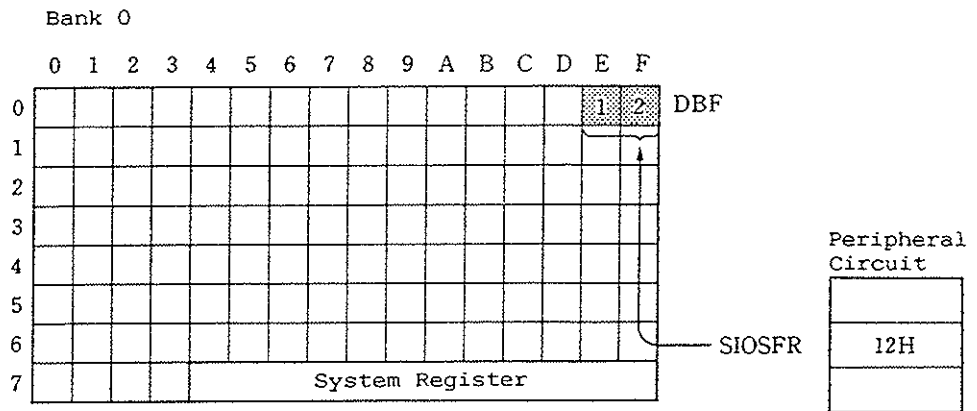 Bank 0
0 1 2 3 4 5 6 7 8 9 A B C D E F
0 1 2 DBF
1
2
3
Peripheral
4
Circuit
5
6 SIOSFR 12H
7 System Register